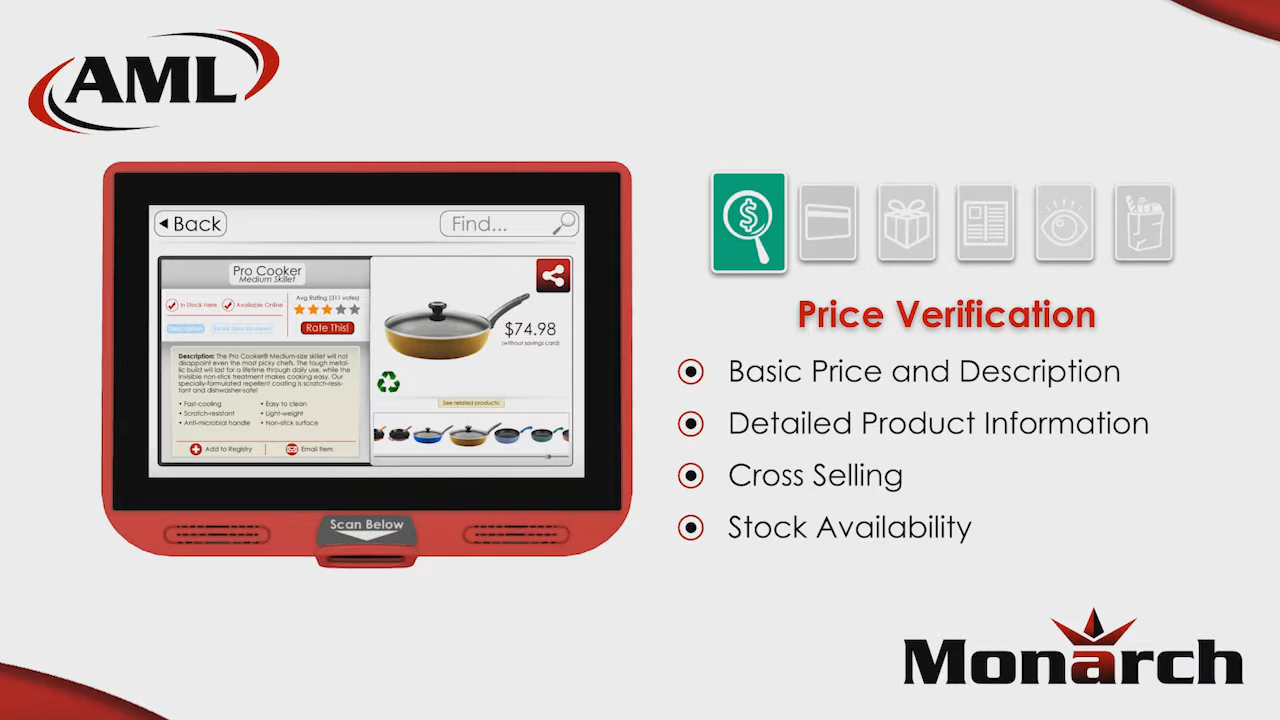 AML
Back
Find...
Pro Cooker
Medium Skillet
In Stock Here
Available Online
Avg Rating (311 votes)
Rate This!
Description
Description: The Pro Cooker® Medium-size skillet will not
disappoint even the most picky chefs. The tough metal-
lic build will last for a lifetime through daily use, while the
invisible non-stick treatment makes cooking easy. Our
specially-formulated repellent coating is scratch-resis-
tant and dishwasher-safe!
• Fast-cooling
• Scratch-resistant
• Anti-microbial handle
• Easy to clean
• Light-weight
• Non-stick surface
Add to Registry
Email Item
$74.98
(without savings card)
See related products:
Scan Below
$
Price Verification
Basic Price and Description
Detailed Product Information
Cross Selling
Stock Availability
Monarch